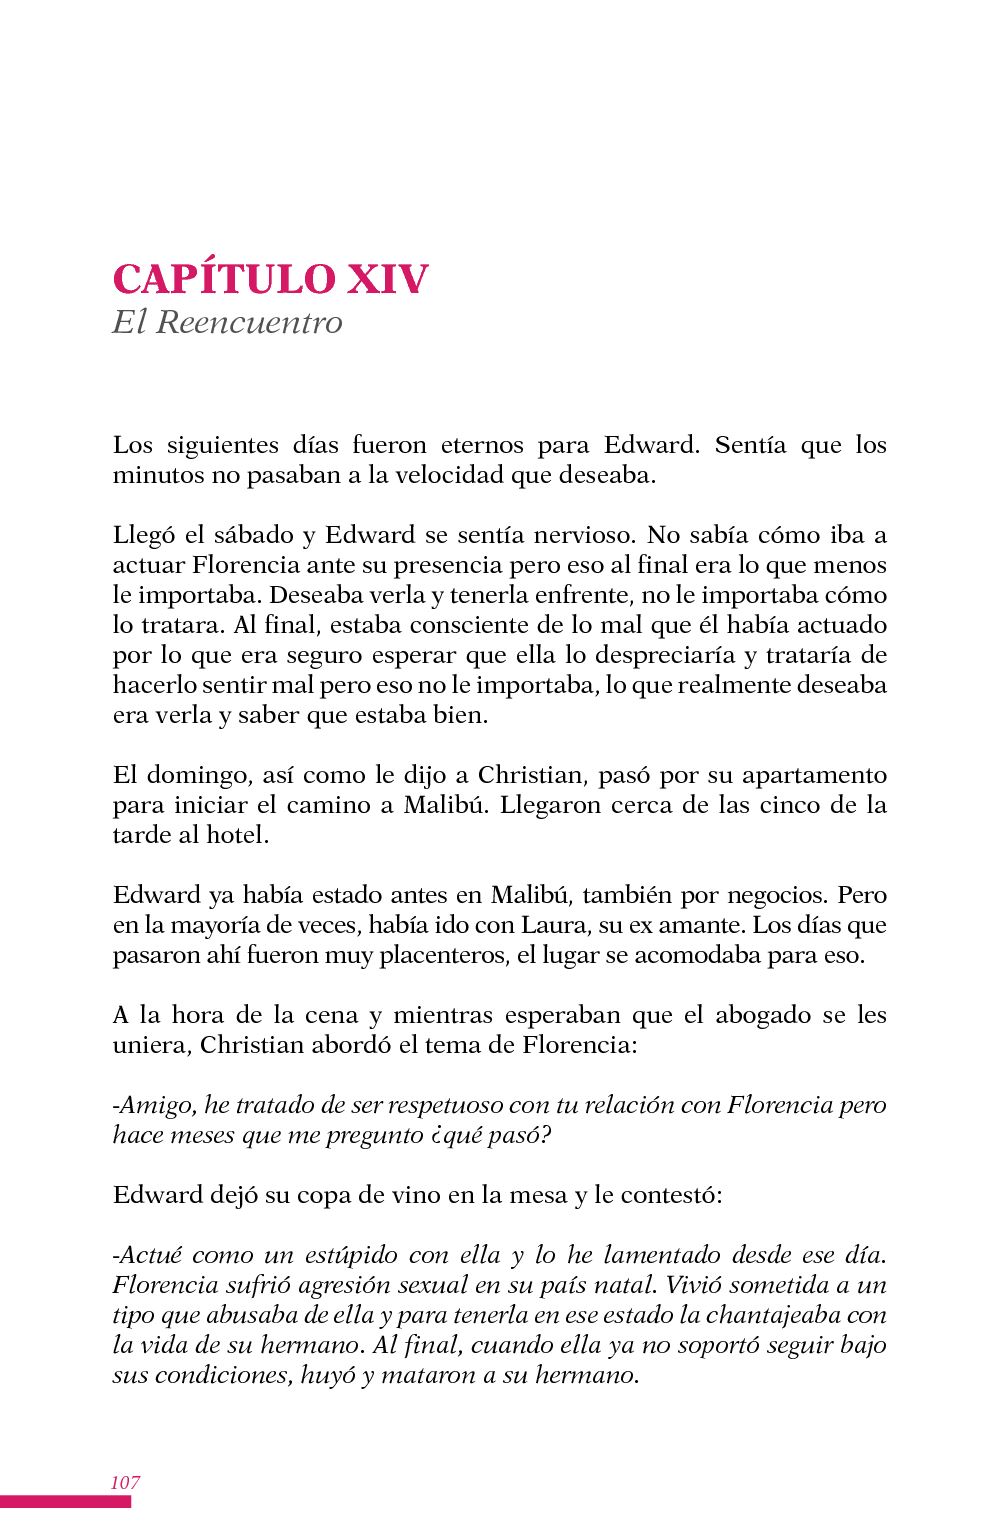 CAPÍTULO XIV
El Reencuentro
Los siguientes días fueron eternos para Edward. Sentía que los
minutos no pasaban a la velocidad que deseaba.
Llegó el sábado y Edward se sentía nervioso. No sabía cómo iba a
actuar Florencia ante su presencia pero eso al final era lo que menos
le importaba. Deseaba verla y tenerla enfrente, no le importaba cómo
lo tratara. Al final, estaba consciente de lo mal que él había actuado
por lo que era seguro esperar que ella lo despreciaría y trataría de
hacerlo sentir mal pero eso no le importaba, lo que realmente deseaba
era verla y saber que estaba bien.
El domingo, así como le dijo a Christian, pasó por su apartamento
para iniciar el camino a Malibú. Llegaron cerca de las cinco de la
tarde al hotel.
Edward ya había estado antes en Malibú, también por negocios. Pero
en la mayoría de veces, había ido con Laura, su ex amante. Los días que
pasaron ahí fueron muy placenteros, el lugar se acomodaba para eso.
A la hora de la cena y mientras esperaban que el abogado se les
uniera, Christian abordó el tema de Florencia:
-Amigo, he tratado de ser respetuoso con tu relación con Florencia pero
hace meses que me pregunto ¿qué pasó?
Edward dejó su copa de vino en la mesa y le contestó:
-Actué como un estúpido con ella y lo he lamentado desde ese día.
Florencia sufrió agresión sexual en su país natal. Vivió sometida a un
tipo que abusaba de ella y para tenerla en ese estado la chantajeaba con
la vida de su hermano. Al final, cuando ella ya no soportó seguir bajo
sus condiciones, huyó y mataron a su hermano.
107